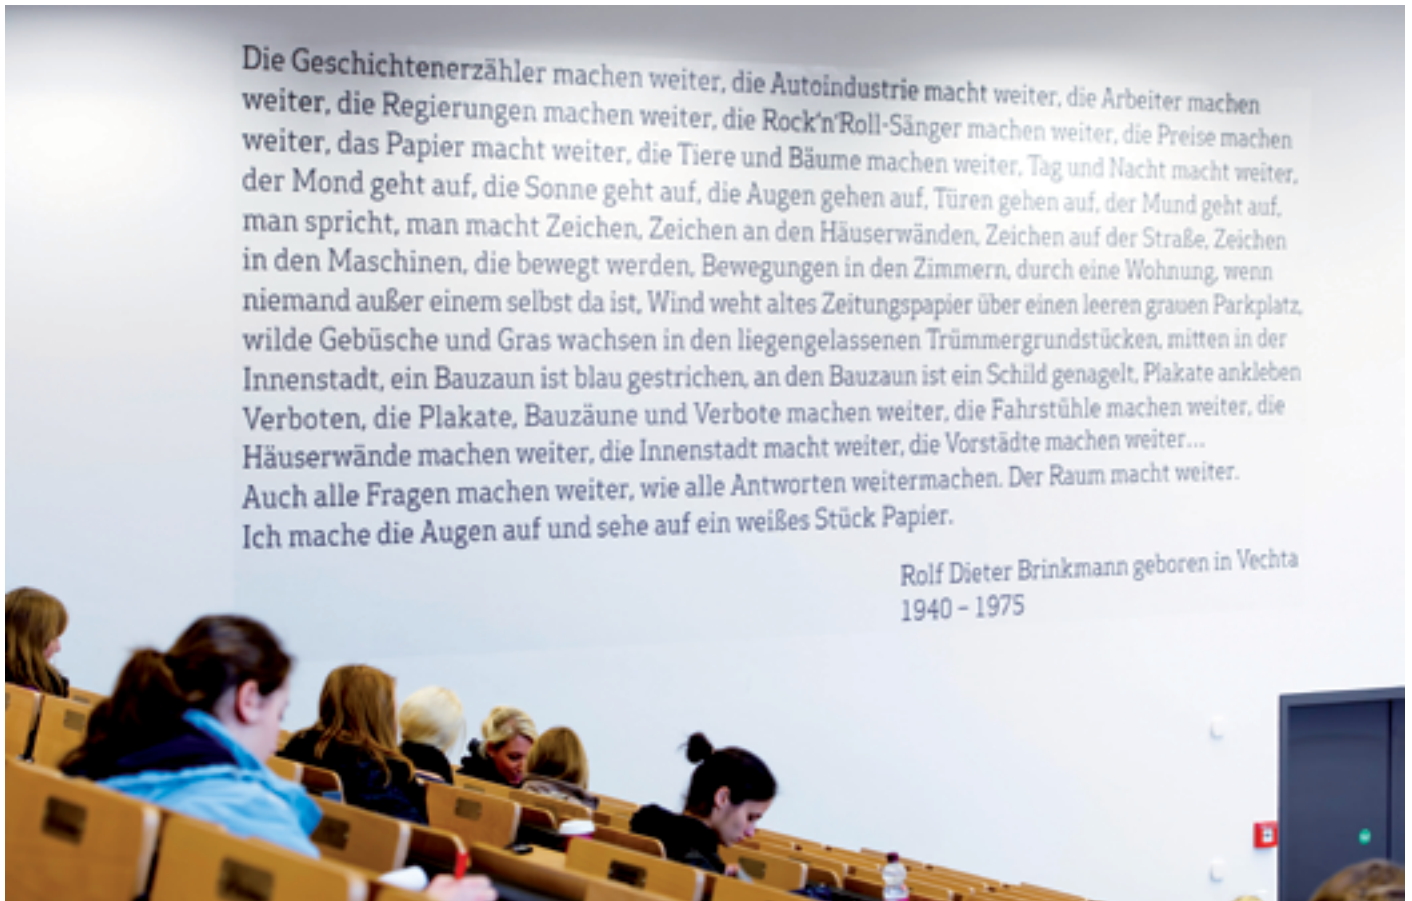 Die Geschichtenerzähler machen weiter, die Autoindustrie macht weiter, die Arbeiter machen
weiter, die Regierungen machen weiter, die Rock'n'Roll-Sänger machen weiter, die Preise machen
weiter, das Papier macht weiter, die Tiere und Bäume machen weiter, Tag und Nacht macht weiter,
der Mond geht auf, die Sonne geht auf, die Augen gehen auf, Türen gehen auf, der Mund geht auf,
man spricht, man macht Zeichen, Zeichen an den Häuserwänden, Zeichen auf der Straße, Zeichen
in den Maschinen, die bewegt werden, Bewegungen in den Zimmern, durch eine Wohnung, wenn
niemand außer einem selbst da ist, Wind weht altes Zeitungspapier über einen leeren grauen Parkplatz,
wilde Gebüsche und Gras wachsen in den liegengelassenen Trümmergrundstücken, mitten in der
Innenstadt, ein Bauzaun ist blau gestrichen, an den Bauzaun ist ein Schild genagelt, Plakate ankleben
Verboten, die Plakate, Bauzäune und Verbote machen weiter, die Fahrstühle machen weiter, die
Häuserwände machen weiter, die Innenstadt macht weiter, die Vorstädte machen weiter...
Auch alle Fragen machen weiter, wie alle Antworten weitermachen. Der Raum macht weiter.
Ich mache die Augen auf und sehe auf ein weißes Stück Papier.
Rolf Dieter Brinkmann geboren in Vechta
1940 – 1975